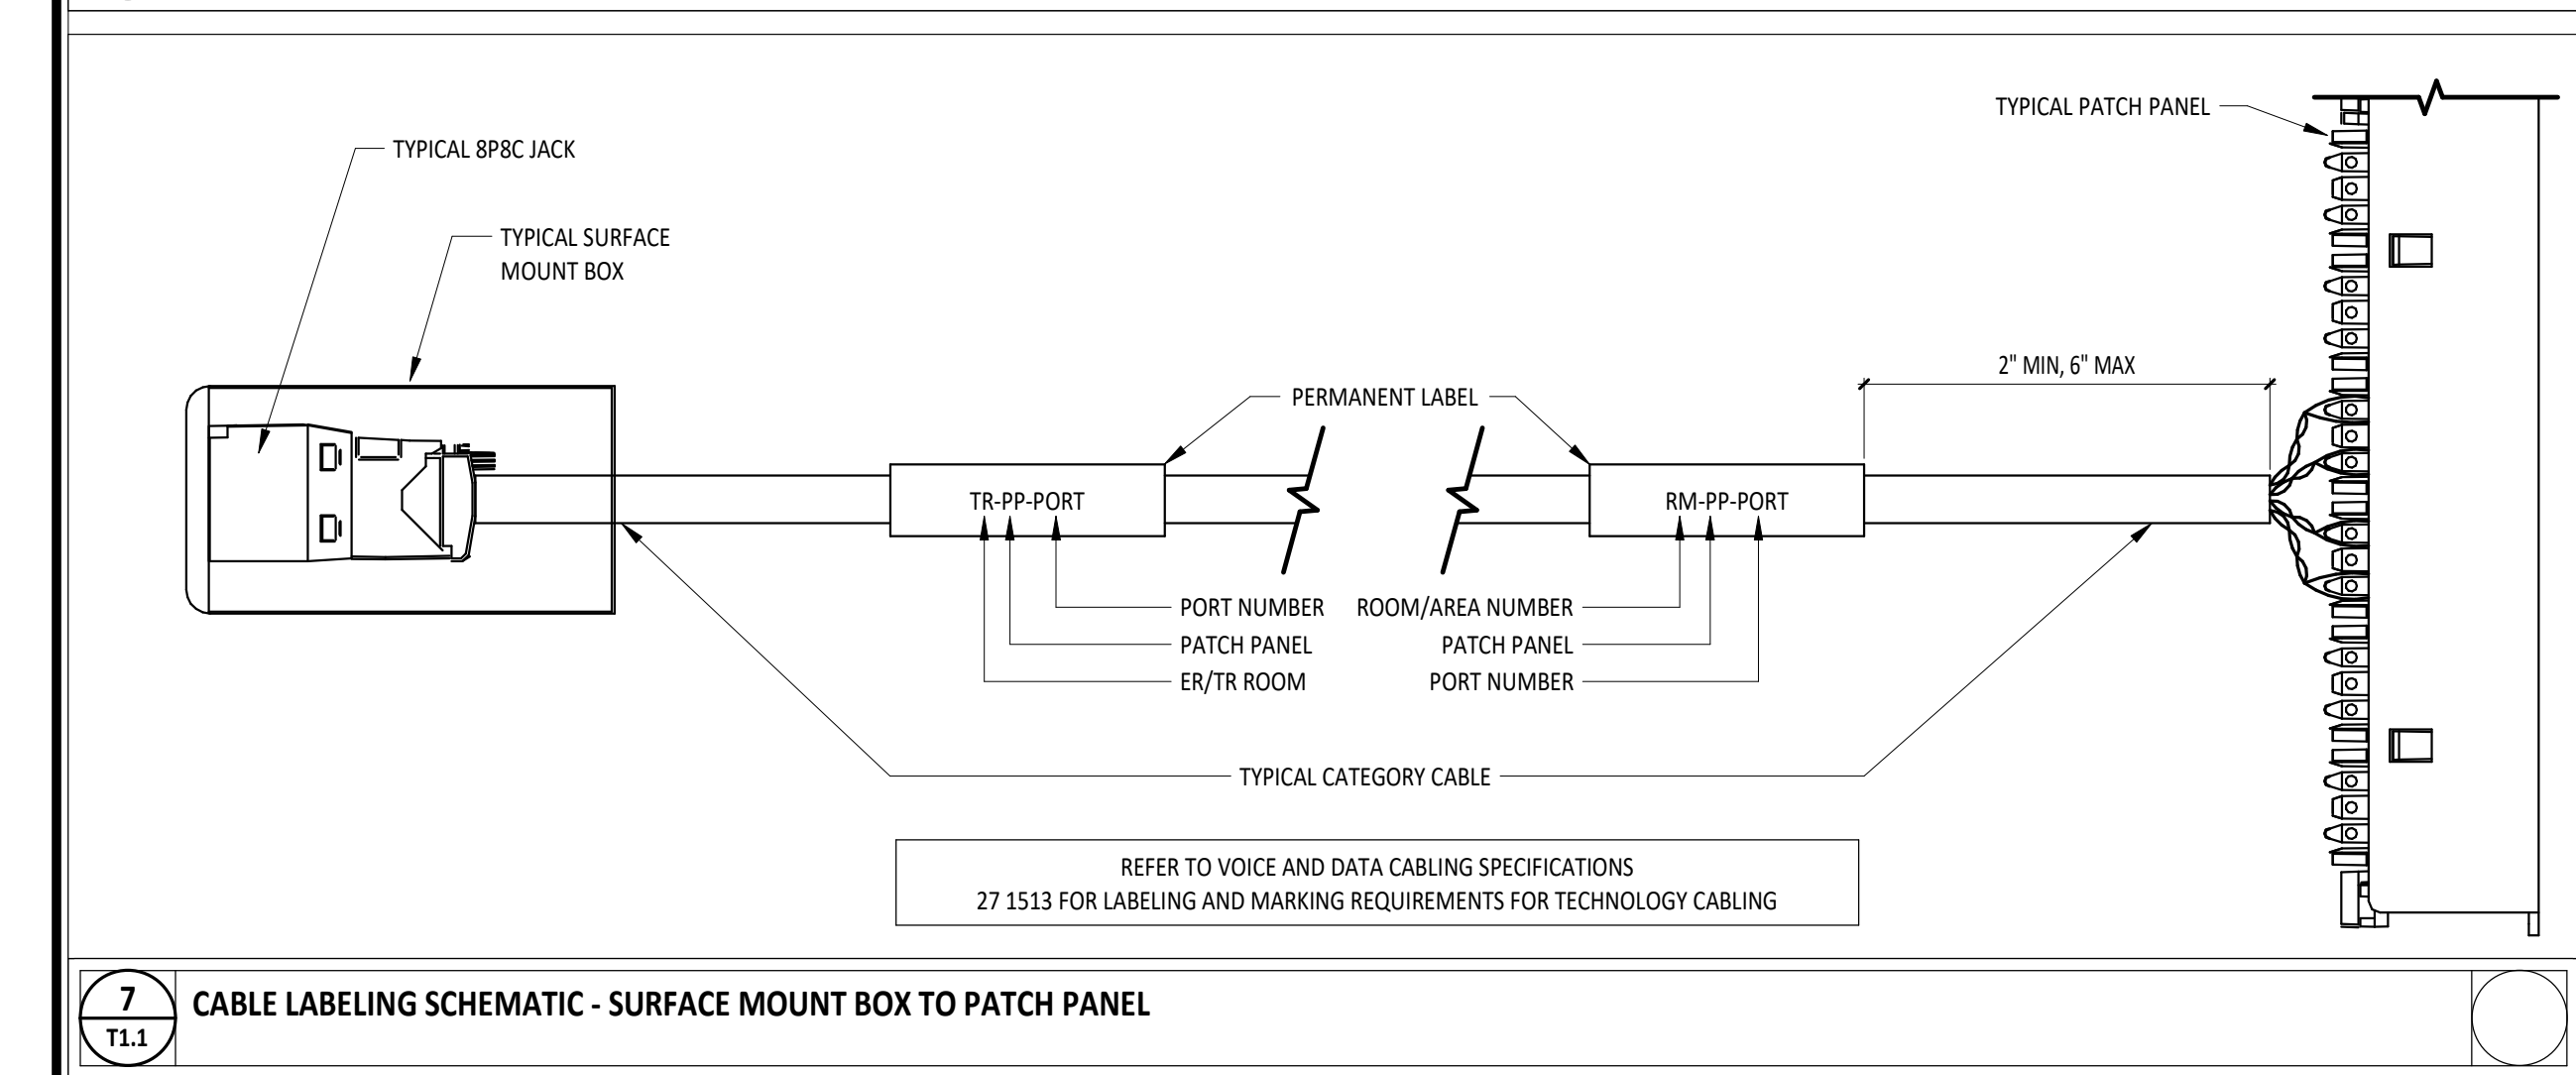 TYPICAL PATCH PANEL
TYPICAL 8P8C JACK
TYPICAL SURFACE
MOUNT BOX
2" MIN, 6" MAX
PERMANENT LABEL
TR-PP-PORT
RM-PP-PORT
PORT NUMBER
PATCH PANEL
ER/TR ROOM
ROOM/AREA NUMBER
PATCH PANEL
PORT NUMBER
TYPICAL CATEGORY CABLE
REFER TO VOICE AND DATA CABLING SPECIFICATIONS
27 1513 FOR LABELING AND MARKING REQUIREMENTS FOR TECHNOLOGY CABLING
7
T1.1
CABLE LABELING SCHEMATIC - SURFACE MOUNT BOX TO PATCH PANEL